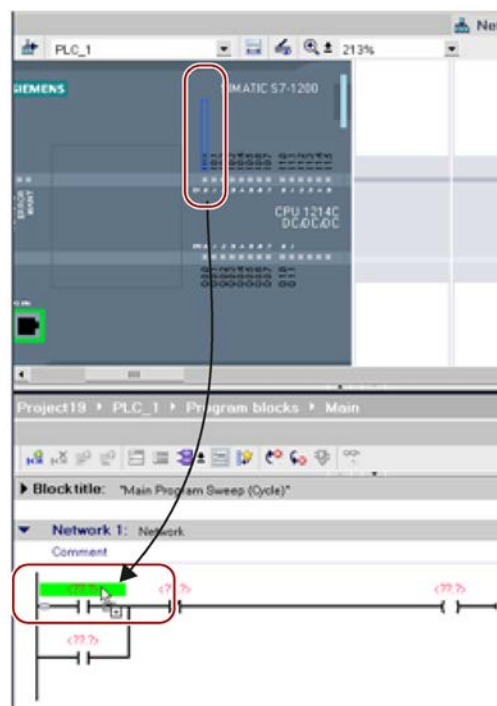 Ne
PLC_1 213%
SIEMENS SIMATIC S7-1200
CPU 1214C
DC/DC/DC
Project19 PLC_1 Program blocks Main
Block title: "Main Program Sweep (Cycle)"
Network 1: Network
Comment
<??.?> <??.?> <??.?>
<??.?>